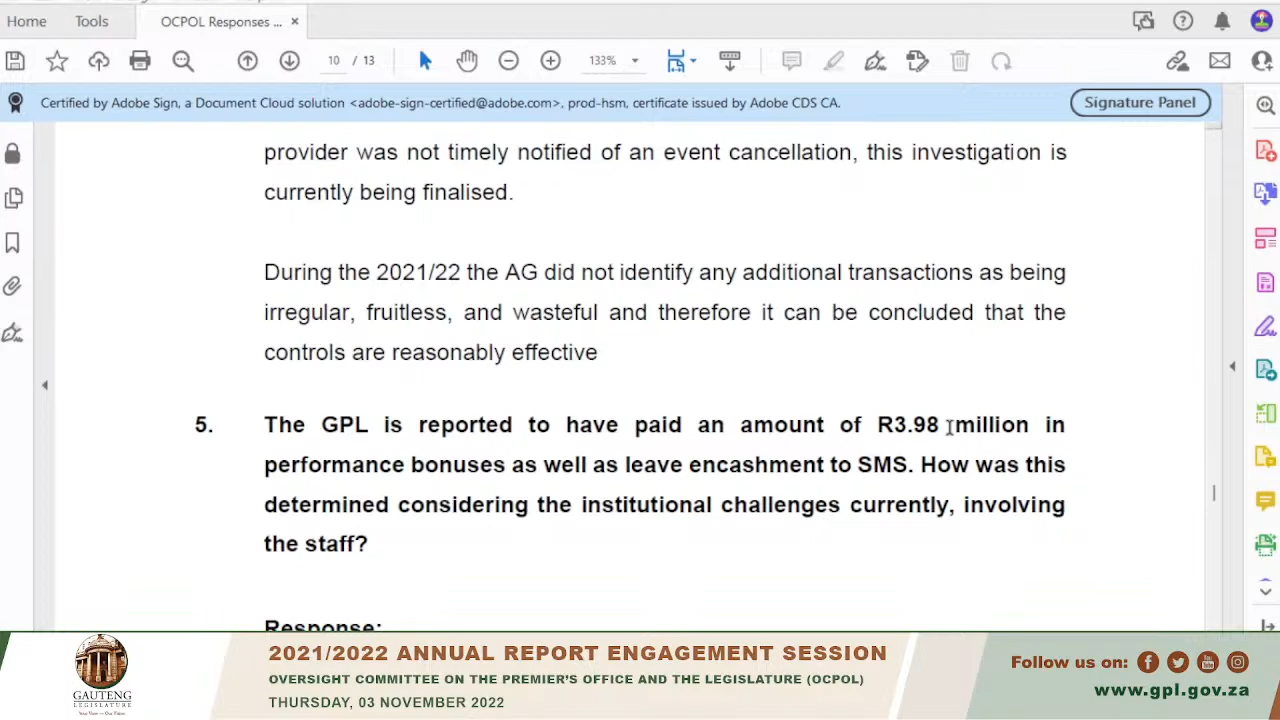 Home Tools OCPOL Responses ... ×
10 / 13 133%
Certified by Adobe Sign, a Document Cloud solution <adobe-sign-certified@adobe.com>, prod-hsm, certificate issued by Adobe CDS CA.
Signature Panel
provider was not timely notified of an event cancellation, this investigation is
currently being finalised.
During the 2021/22 the AG did not identify any additional transactions as being
irregular, fruitless, and wasteful and therefore it can be concluded that the
controls are reasonably effective
5. The GPL is reported to have paid an amount of R3.98 million in
performance bonuses as well as leave encashment to SMS. How was this
determined considering the institutional challenges currently, involving
the staff?
Response:
GAUTENG
LEGISLATURE
Your View - Our Vision
2021/2022 ANNUAL REPORT ENGAGEMENT SESSION
OVERSIGHT COMMITTEE ON THE PREMIER'S OFFICE AND THE LEGISLATURE (OCPOL)
THURSDAY, 03 NOVEMBER 2022
Follow us on:
www.gpl.gov.za